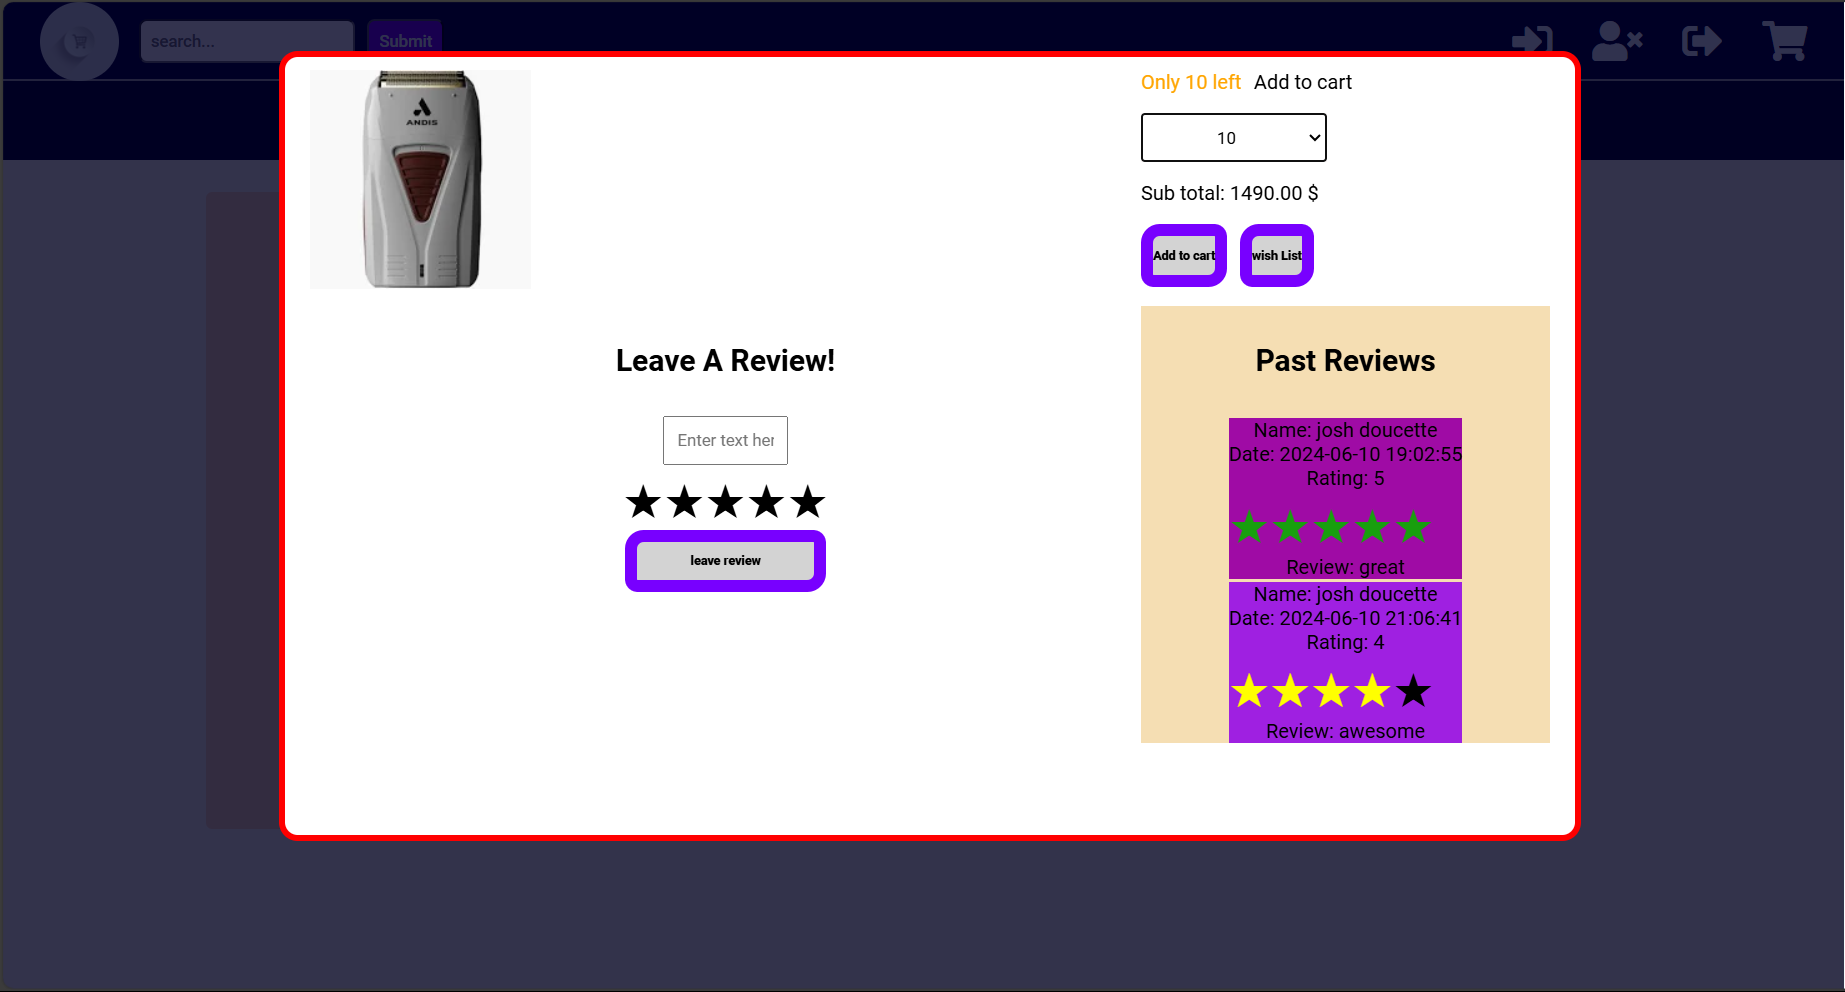 search...
Submit
ANDIS
Only 10 left Add to cart
10
Sub total: 1490.00 $
Add to cart
wish List
Leave A Review!
Enter text her
leave review
Past Reviews
Name: josh doucette
Date: 2024-06-10 19:02:55
Rating: 5
Review: great
Name: josh doucette
Date: 2024-06-10 21:06:41
Rating: 4
Review: awesome